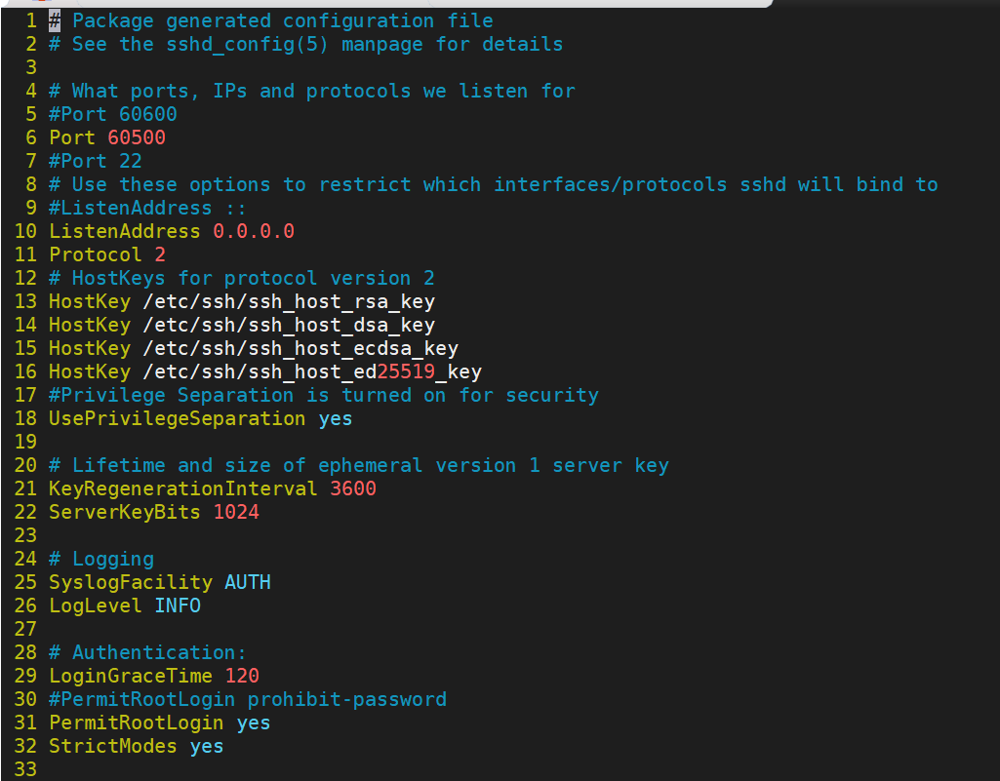 1 # Package generated configuration file
2 # See the sshd_config(5) manpage for details
3
4 # What ports, IPs and protocols we listen for
5 #Port 60600
6 Port 60500
7 #Port 22
8 # Use these options to restrict which interfaces/protocols sshd will bind to
9 #ListenAddress ::
10 ListenAddress 0.0.0.0
11 Protocol 2
12 # HostKeys for protocol version 2
13 HostKey /etc/ssh/ssh_host_rsa_key
14 HostKey /etc/ssh/ssh_host_dsa_key
15 HostKey /etc/ssh/ssh_host_ecdsa_key
16 HostKey /etc/ssh/ssh_host_ed25519_key
17 #Privilege Separation is turned on for security
18 UsePrivilegeSeparation yes
19
20 # Lifetime and size of ephemeral version 1 server key
21 KeyRegenerationInterval 3600
22 ServerKeyBits 1024
23
24 # Logging
25 SyslogFacility AUTH
26 LogLevel INFO
27
28 # Authentication:
29 LoginGraceTime 120
30 #PermitRootLogin prohibit-password
31 PermitRootLogin yes
32 StrictModes yes
33